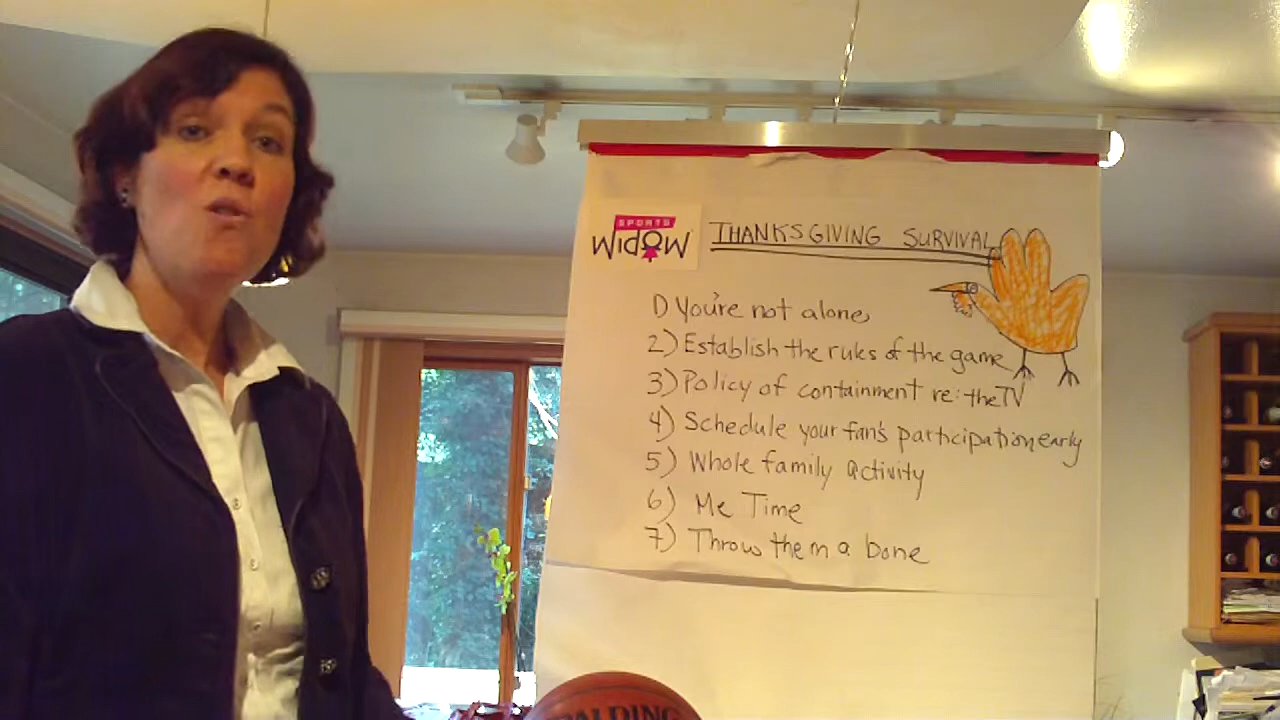 SPORTS
WIDOW
THANKSGIVING SURVIVAL
1) You're not alone,
2) Establish the rules of the game
3) Policy of containment re: the TV
4) Schedule your fan's participation early
5) Whole family activity
6) Me Time
7) Throw them a bone
SPALDING